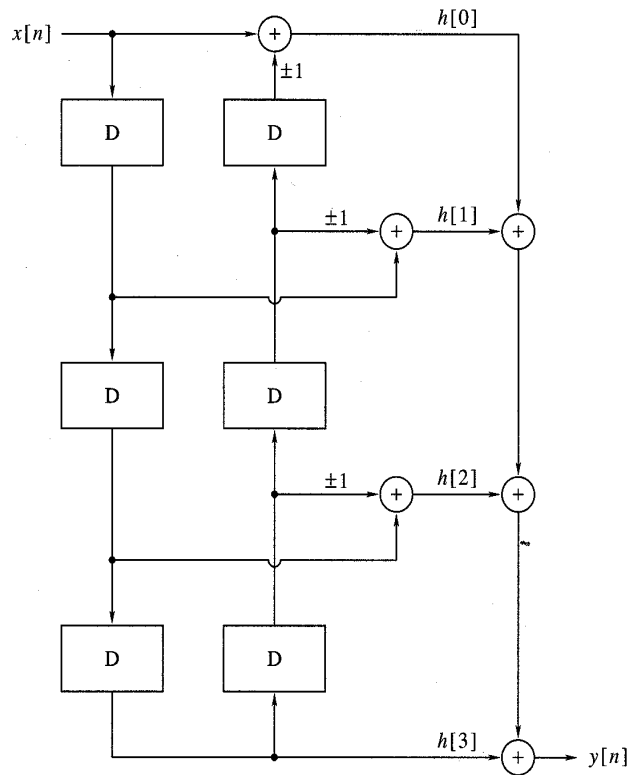 x[n] + h[0]
±1
D D
±1 + h[1] +
D D
±1 + h[2] +
D D
h[3] + y[n]